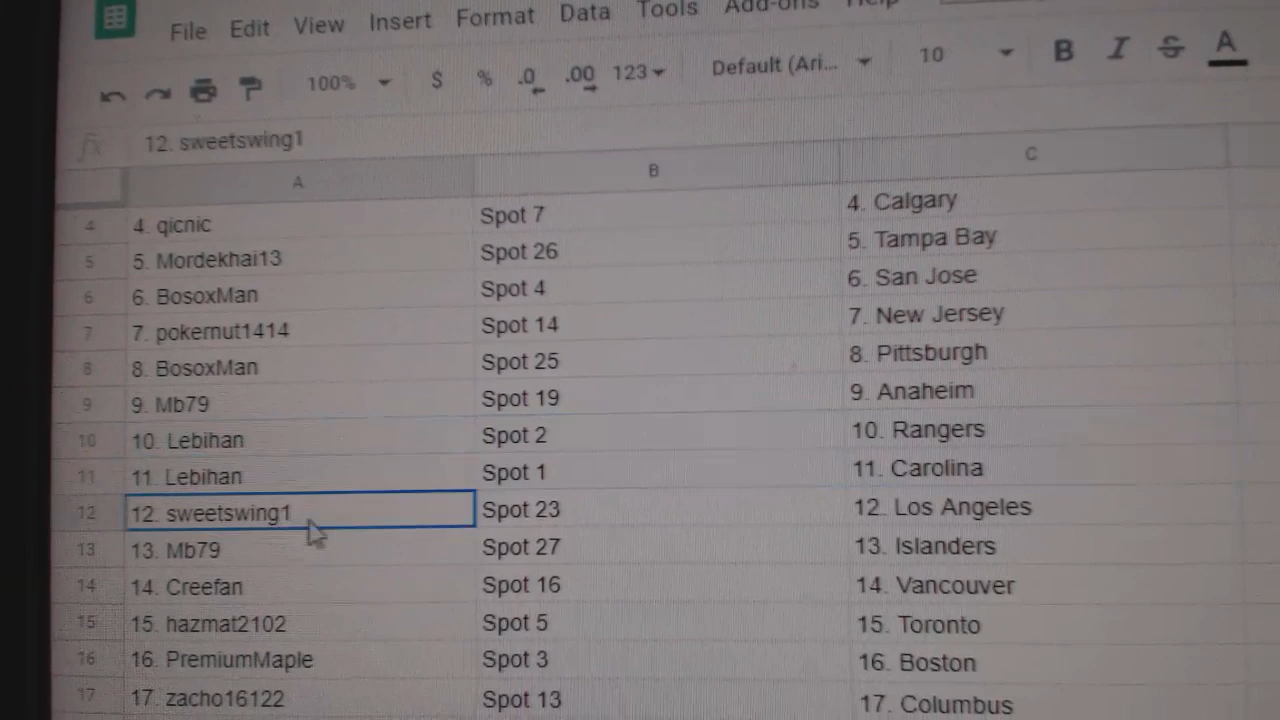 File Edit View Insert Format Data Tools Add-ons Help
100% $ % .0 .00 123 Default (Ari... 10 B I S A
fx 12. sweetswing1
A B C
4 4. qicnic Spot 7 4. Calgary
5 5. Mordekhai13 Spot 26 5. Tampa Bay
6 6. BosoxMan Spot 4 6. San Jose
7 7. pokemut1414 Spot 14 7. New Jersey
8 8. BosoxMan Spot 25 8. Pittsburgh
9 9. Mb79 Spot 19 9. Anaheim
10 10. Lebihan Spot 2 10. Rangers
11 11. Lebihan Spot 1 11. Carolina
12 12. sweetswing1 Spot 23 12. Los Angeles
13 13. Mb79 Spot 27 13. Islanders
14 14. Creefan Spot 16 14. Vancouver
15 15. hazmat2102 Spot 5 15. Toronto
16 16. PremiumMaple Spot 3 16. Boston
17 17. zacho16122 Spot 13 17. Columbus